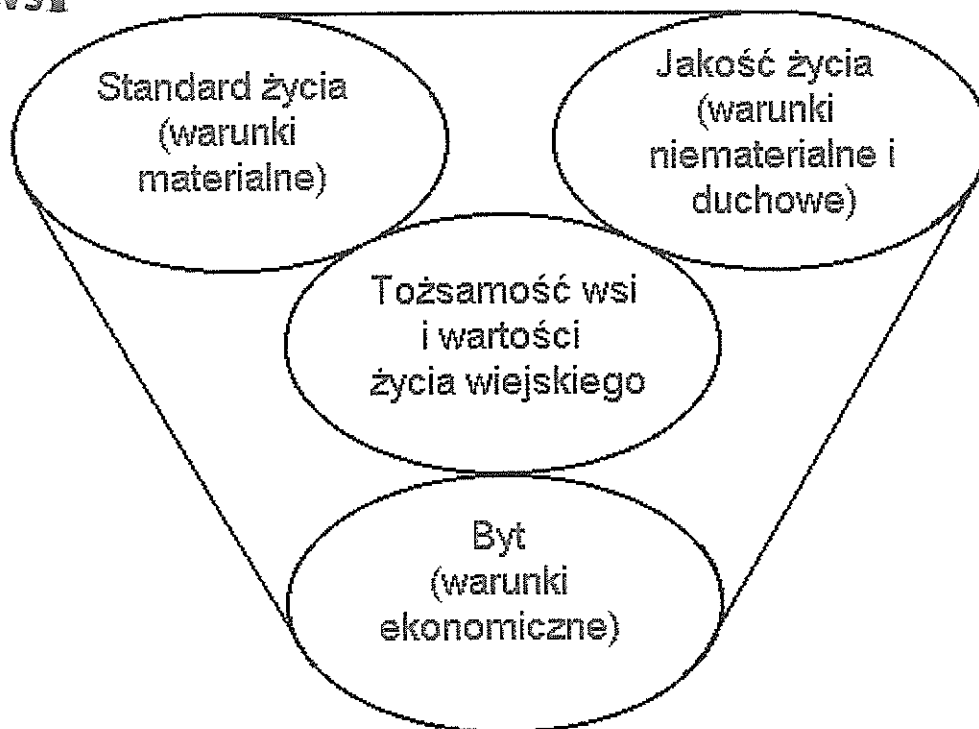 Standard życia
(warunki
materialne)
Jakość życia
(warunki
niematerialne i
duchowe)
Tożsamość wsi
i wartości
życia wiejskiego
Byt
(warunki
ekonomiczne)